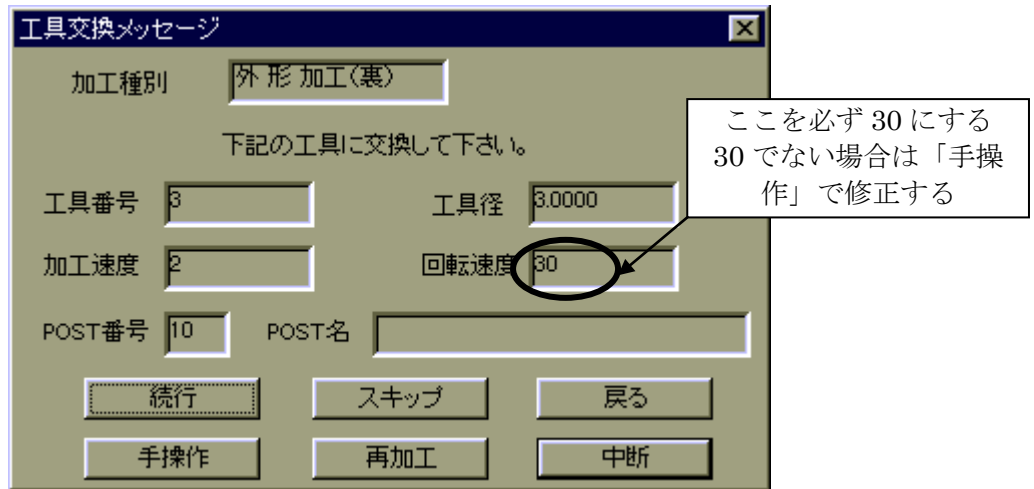 工具交換メッセージ
加工種別 外形加工(裏)
ここを必ず 30 にする
30 でない場合は「手操
作」で修正する
下記の工具に交換して下さい。
工具番号 3 工具径 3.0000
加工速度 2 回転速度 30
POST番号 10 POST名
続行 スキップ 戻る
手操作 再加工 中断